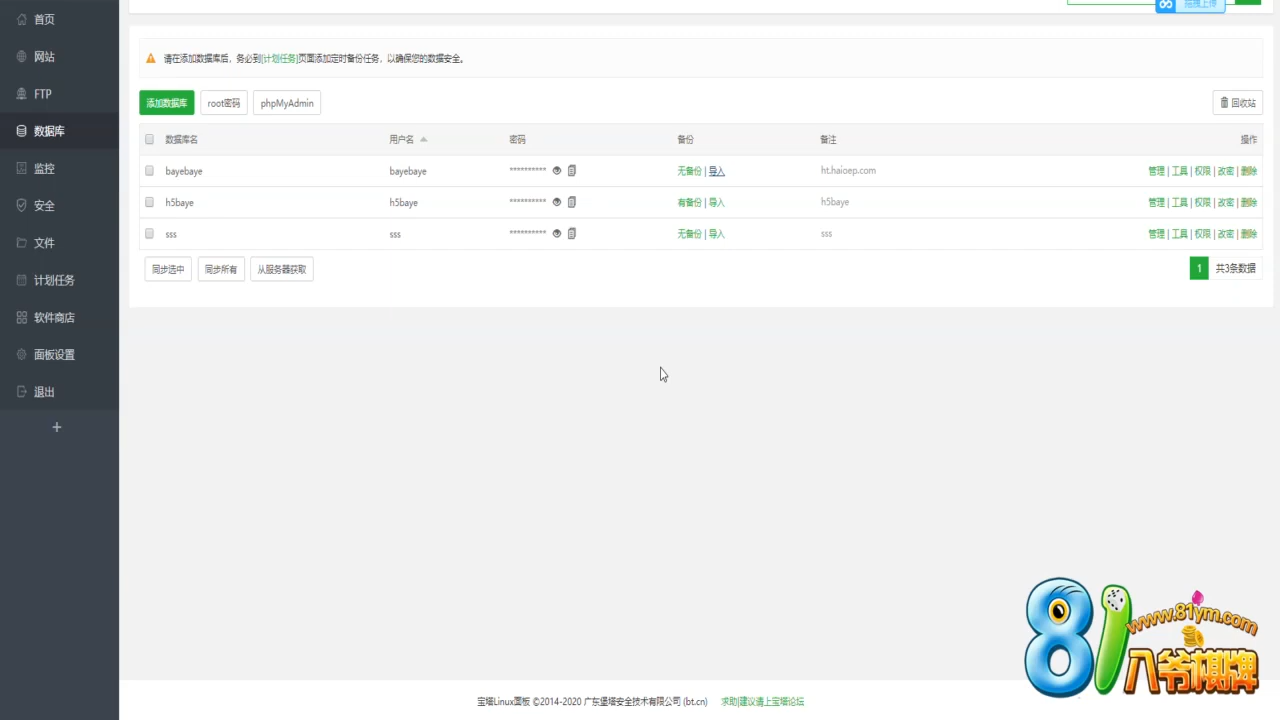 首页
网站
FTP
数据库
监控
安全
文件
计划任务
软件商店
面板设置
退出
+
拖拽上传
请在添加数据库后，务必到[计划任务]页面添加定时备份任务，以确保您的数据安全。
添加数据库 root密码 phpMyAdmin 回收站
数据库名 用户名 密码 备份 备注 操作
bayebaye bayebaye ********** 无备份 | 导入 ht.haioep.com 管理 | 工具 | 权限 | 改密 | 删除
h5baye h5baye ********** 有备份 | 导入 h5baye 管理 | 工具 | 权限 | 改密 | 删除
sss sss ********** 无备份 | 导入 sss 管理 | 工具 | 权限 | 改密 | 删除
同步选中 同步所有 从服务器获取 1 共3条数据
81
www.81ym.com
八爷棋牌
宝塔Linux面板 ©2014-2020 广东堡塔安全技术有限公司 (bt.cn) 求助|建议请上宝塔论坛